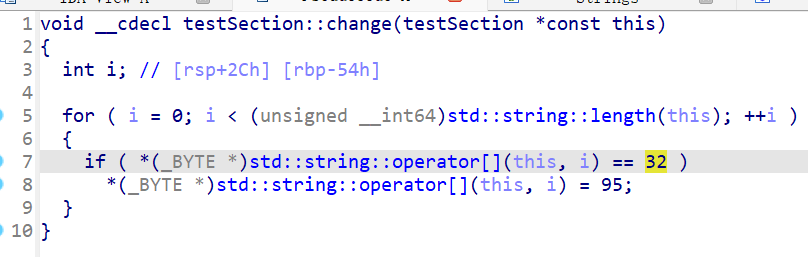 1 void __cdecl testSection::change(testSection *const this)
2 {
3   int i; // [rsp+2Ch] [rbp-54h]
4
5   for ( i = 0; i < (unsigned __int64)std::string::length(this); ++i )
6   {
7     if ( *(_BYTE *)std::string::operator[](this, i) == 32 )
8       *(_BYTE *)std::string::operator[](this, i) = 95;
9   }
10 }